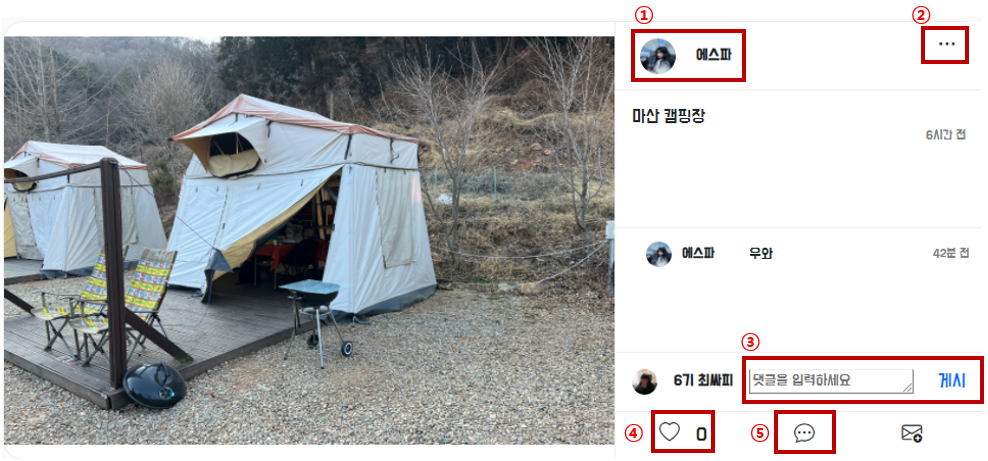 ①
②
에스파
...
마산 캠핑장
6시간 전
에스파 우와 42분 전
③
6기 최싸피 댓글을 입력하세요 게시
④ 0 ⑤